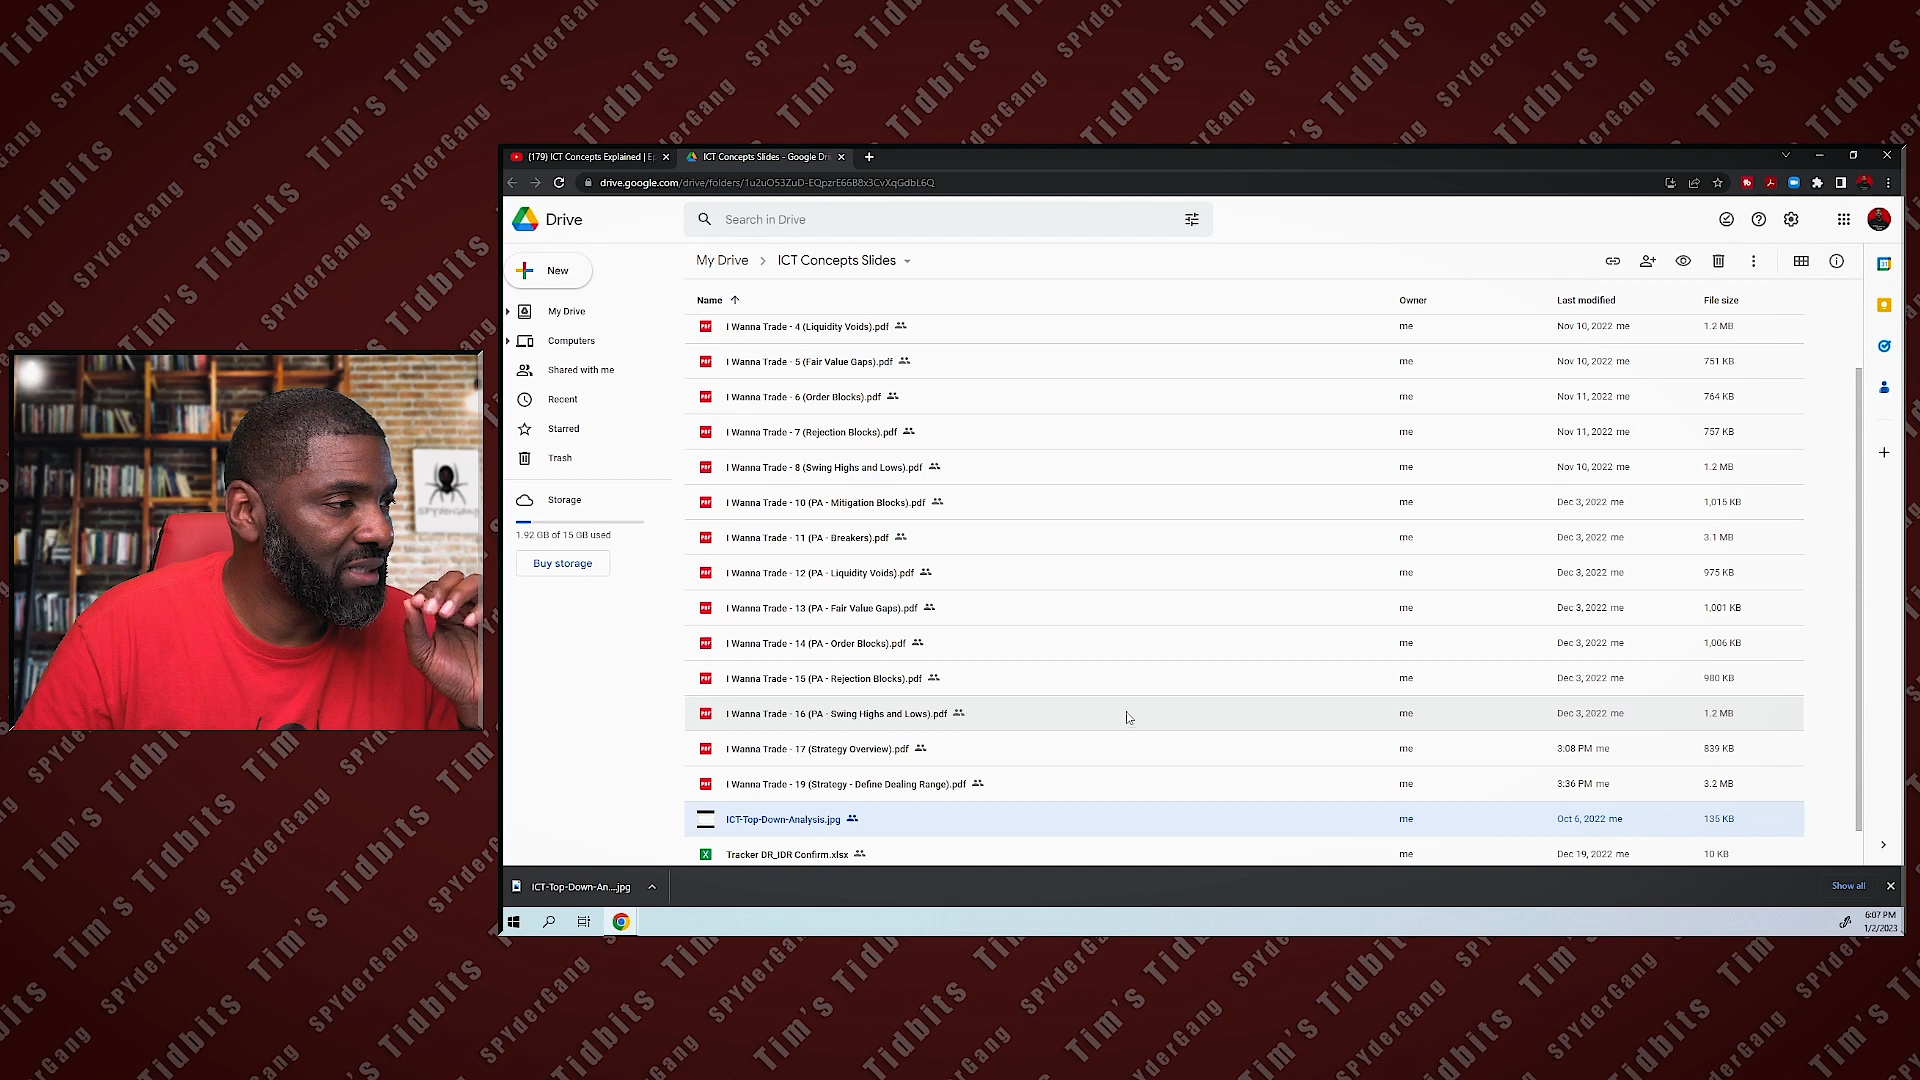 (179) ICT Concepts Explained | E
ICT Concepts Slides - Google Dri
drive.google.com/drive/folders/1u2uO53ZuD-EQpzrE66B8x3CvXqGdbL6Q
Drive
Search in Drive
New
My Drive
Computers
Shared with me
Recent
Starred
Trash
Storage
1.92 GB of 15 GB used
Buy storage
My Drive > ICT Concepts Slides
Name Owner Last modified File size
I Wanna Trade - 4 (Liquidity Voids).pdf me Nov 10, 2022 me 1.2 MB
I Wanna Trade - 5 (Fair Value Gaps).pdf me Nov 10, 2022 me 751 KB
I Wanna Trade - 6 (Order Blocks).pdf me Nov 11, 2022 me 764 KB
I Wanna Trade - 7 (Rejection Blocks).pdf me Nov 11, 2022 me 757 KB
I Wanna Trade - 8 (Swing Highs and Lows).pdf me Nov 10, 2022 me 1.2 MB
I Wanna Trade - 10 (PA - Mitigation Blocks).pdf me Dec 3, 2022 me 1,015 KB
I Wanna Trade - 11 (PA - Breakers).pdf me Dec 3, 2022 me 3.1 MB
I Wanna Trade - 12 (PA - Liquidity Voids).pdf me Dec 3, 2022 me 975 KB
I Wanna Trade - 13 (PA - Fair Value Gaps).pdf me Dec 3, 2022 me 1,001 KB
I Wanna Trade - 14 (PA - Order Blocks).pdf me Dec 3, 2022 me 1,006 KB
I Wanna Trade - 15 (PA - Rejection Blocks).pdf me Dec 3, 2022 me 980 KB
I Wanna Trade - 16 (PA - Swing Highs and Lows).pdf me Dec 3, 2022 me 1.2 MB
I Wanna Trade - 17 (Strategy Overview).pdf me 3:08 PM me 839 KB
I Wanna Trade - 19 (Strategy - Define Dealing Range).pdf me 3:36 PM me 3.2 MB
ICT-Top-Down-Analysis.jpg me Oct 6, 2022 me 135 KB
Tracker DR_IDR Confirm.xlsx me Dec 19, 2022 me 10 KB
ICT-Top-Down-An....jpg
Show all
6:07 PM
1/2/2023
SPYderGang
Tim's Tidbits
SPYderGang